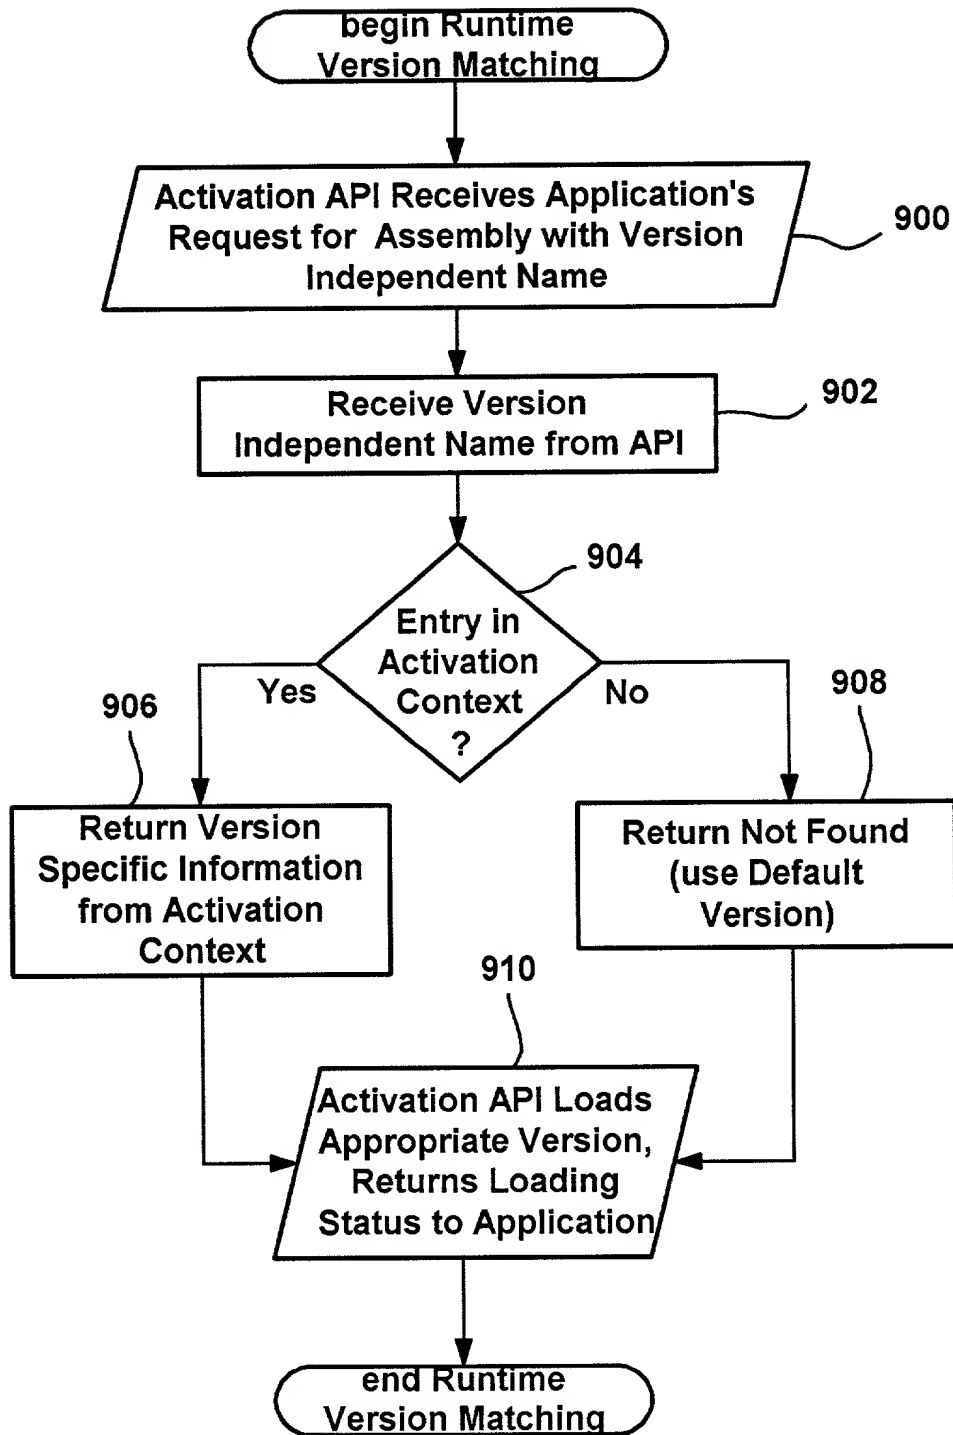 begin Runtime
Version Matching
Activation API Receives Application's
Request for Assembly with Version
Independent Name
900
Receive Version
Independent Name from API
902
904
Entry in
Activation
Context
?
Yes
No
906
908
Return Version
Specific Information
from Activation
Context
Return Not Found
(use Default
Version)
910
Activation API Loads
Appropriate Version,
Returns Loading
Status to Application
end Runtime
Version Matching